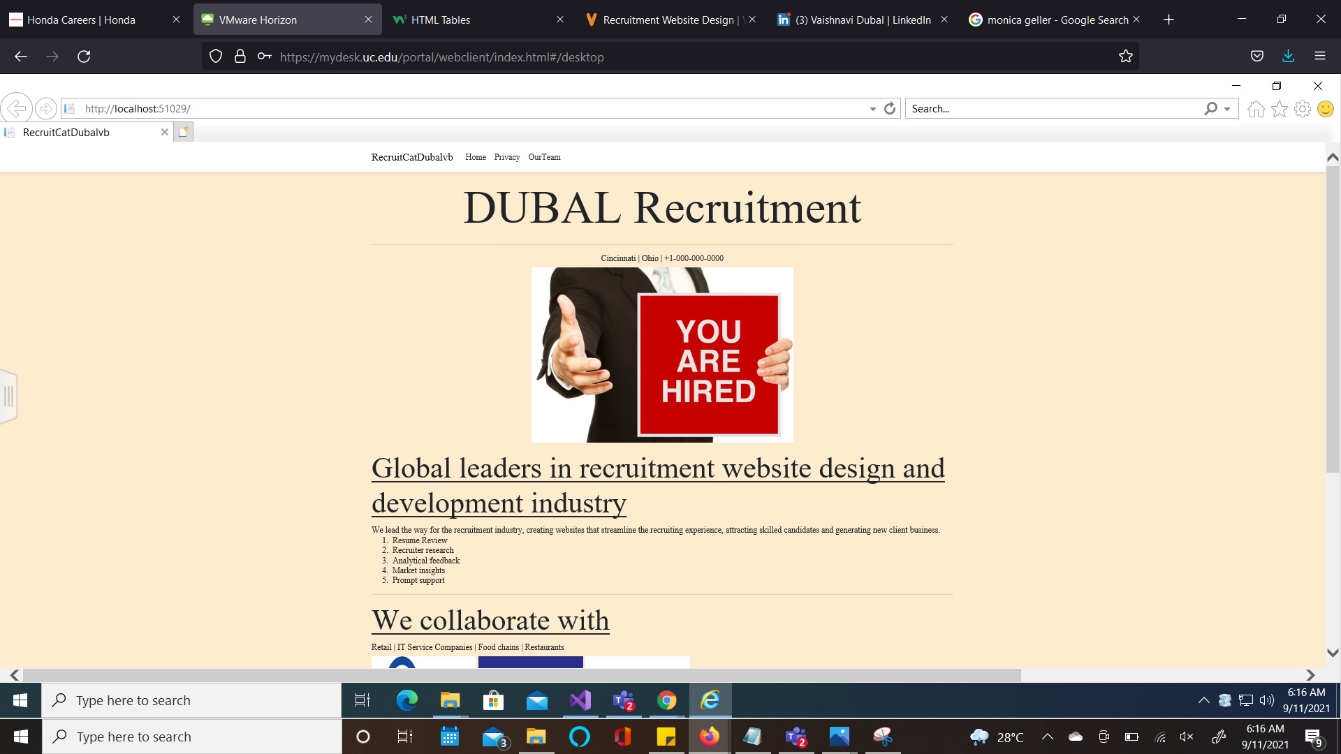 Honda Careers | Honda
VMware Horizon
HTML Tables
Recruitment Website Design |
(3) Vaishnavi Dubal | LinkedIn
monica geller - Google Search
https://mydesk.uc.edu/portal/webclient/index.html#/desktop
http://localhost:51029/
Search...
RecruitCatDubalvb
RecruitCatDubalvb Home Privacy OurTeam
DUBAL Recruitment
Cincinnati | Ohio | +1-000-000-0000
YOU
ARE
HIRED
Global leaders in recruitment website design and
development industry
We lead the way for the recruitment industry, creating websites that streamline the recruiting experience, attracting skilled candidates and generating new client business.
1. Resume Review
2. Recruiter research
3. Analytical feedback
4. Market insights
5. Prompt support
We collaborate with
Retail | IT Service Companies | Food chains | Restaurants
Type here to search
2
6:16 AM
9/11/2021
Type here to search
3
2
28°C
6:16 AM
9/11/2021
9